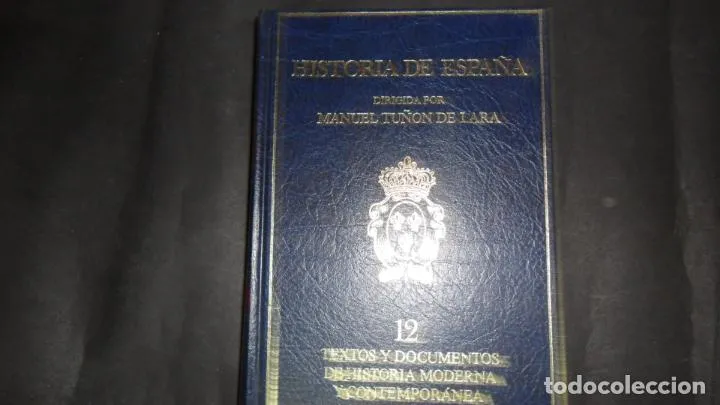 HISTORIA DE ESPAÑA
DIRIGIDA POR
MANUEL TUÑON DE LARA
12
TEXTOS Y DOCUMENTOS
DE HISTORIA MODERNA
Y CONTEMPORÁNEA
todocoleccion